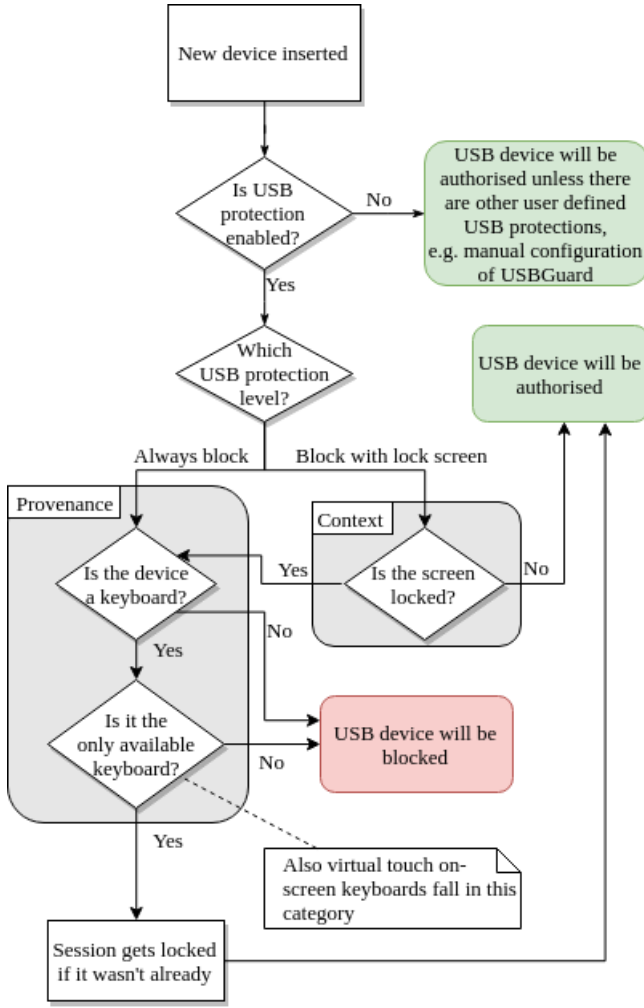 New device inserted
Is USB
protection
enabled?
No
USB device will be
authorised unless there
are other user defined
USB protections,
e.g. manual configuration
of USBGuard
Yes
Which
USB protection
level?
USB device will be
authorised
Always block
Block with lock screen
Provenance
Context
Is the device
a keyboard?
Yes
Is the screen
locked?
No
No
Yes
Is it the
only available
keyboard?
No
USB device will be
blocked
Yes
Also virtual touch on-
screen keyboards fall in this
category
Session gets locked
if it wasn't already